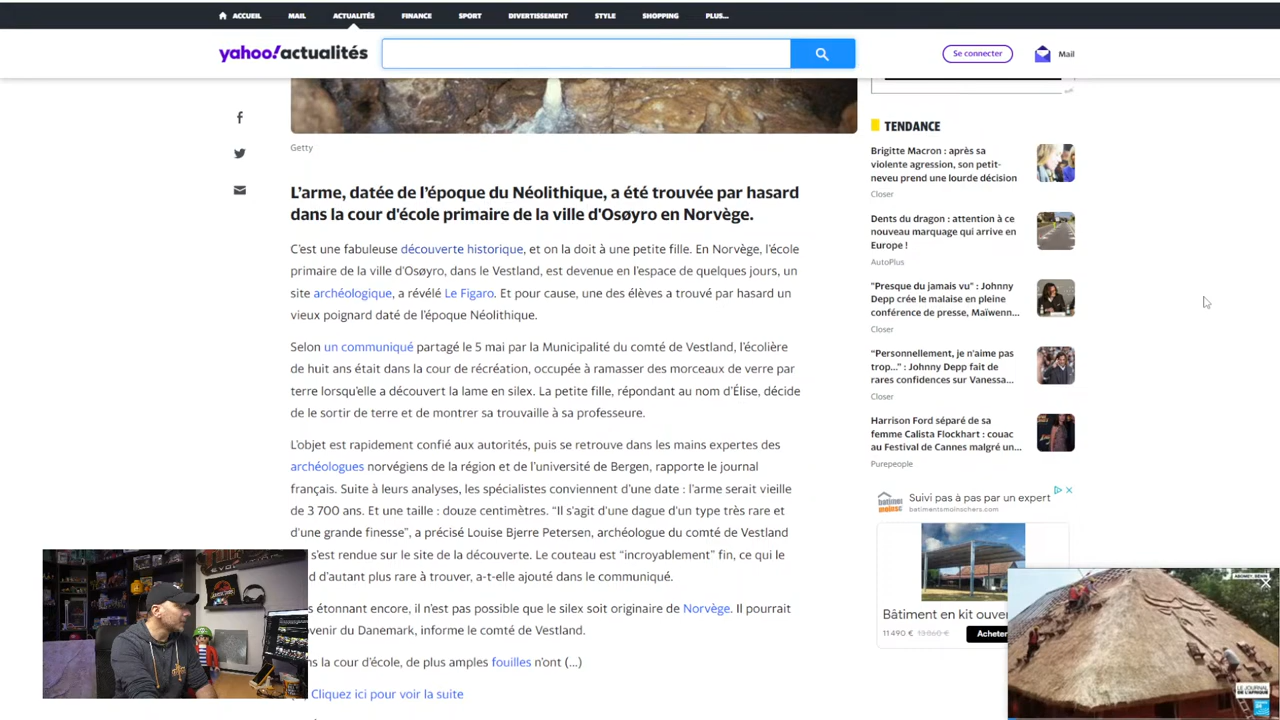 ACCUEIL MAIL ACTUALITÉS FINANCE SPORT DIVERTISSEMENT STYLE SHOPPING PLUS...
yahoo!actualités
Se connecter
Mail
Getty
L'arme, datée de l'époque du Néolithique, a été trouvée par hasard
dans la cour d'école primaire de la ville d'Osøyro en Norvège.
C'est une fabuleuse découverte historique, et on la doit à une petite fille. En Norvège, l'école
primaire de la ville d'Osøyro, dans le Vestland, est devenue en l'espace de quelques jours, un
site archéologique, a révélé Le Figaro. Et pour cause, une des élèves a trouvé par hasard un
vieux poignard daté de l'époque Néolithique.
Selon un communiqué partagé le 5 mai par la Municipalité du comté de Vestland, l'écolière
de huit ans était dans la cour de récréation, occupée à ramasser des morceaux de verre par
terre lorsqu'elle a découvert la lame en silex. La petite fille, répondant au nom d'Élise, décide
de le sortir de terre et de montrer sa trouvaille à sa professeure.
L'objet est rapidement confié aux autorités, puis se retrouve dans les mains expertes des
archéologues norvégiens de la région et de l'université de Bergen, rapporte le journal
français. Suite à leurs analyses, les spécialistes conviennent d'une date : l'arme serait vieille
de 3 700 ans. Et une taille : douze centimètres. “Il s'agit d'une dague d'un type très rare et
d'une grande finesse”, a précisé Louise Bjerre Petersen, archéologue du comté de Vestland
s'est rendue sur le site de la découverte. Le couteau est “incroyablement” fin, ce qui le
d d'autant plus rare à trouver, a-t-elle ajouté dans le communiqué.
s étonnant encore, il n'est pas possible que le silex soit originaire de Norvège. Il pourrait
venir du Danemark, informe le comté de Vestland.
ns la cour d'école, de plus amples fouilles n'ont (...)
Cliquez ici pour voir la suite
TENDANCE
Brigitte Macron : après sa
violente agression, son petit-
neveu prend une lourde décision
Closer
Dents du dragon : attention à ce
nouveau marquage qui arrive en
Europe !
AutoPlus
"Presque du jamais vu" : Johnny
Depp crée le malaise en pleine
conférence de presse, Maïwenn...
Closer
“Personnellement, je n'aime pas
trop...” : Johnny Depp fait de
rares confidences sur Vanessa...
Closer
Harrison Ford séparé de sa
femme Calista Flockhart : couac
au Festival de Cannes malgré un...
Purepeople
Suivi pas à pas par un expert
batimentsmoinschers.com
Bâtiment en kit ouver
11 490 € 13 860 € Acheter
ABOMEY, BÉNIN
LE JOURNAL
DE L'AFRIQUE